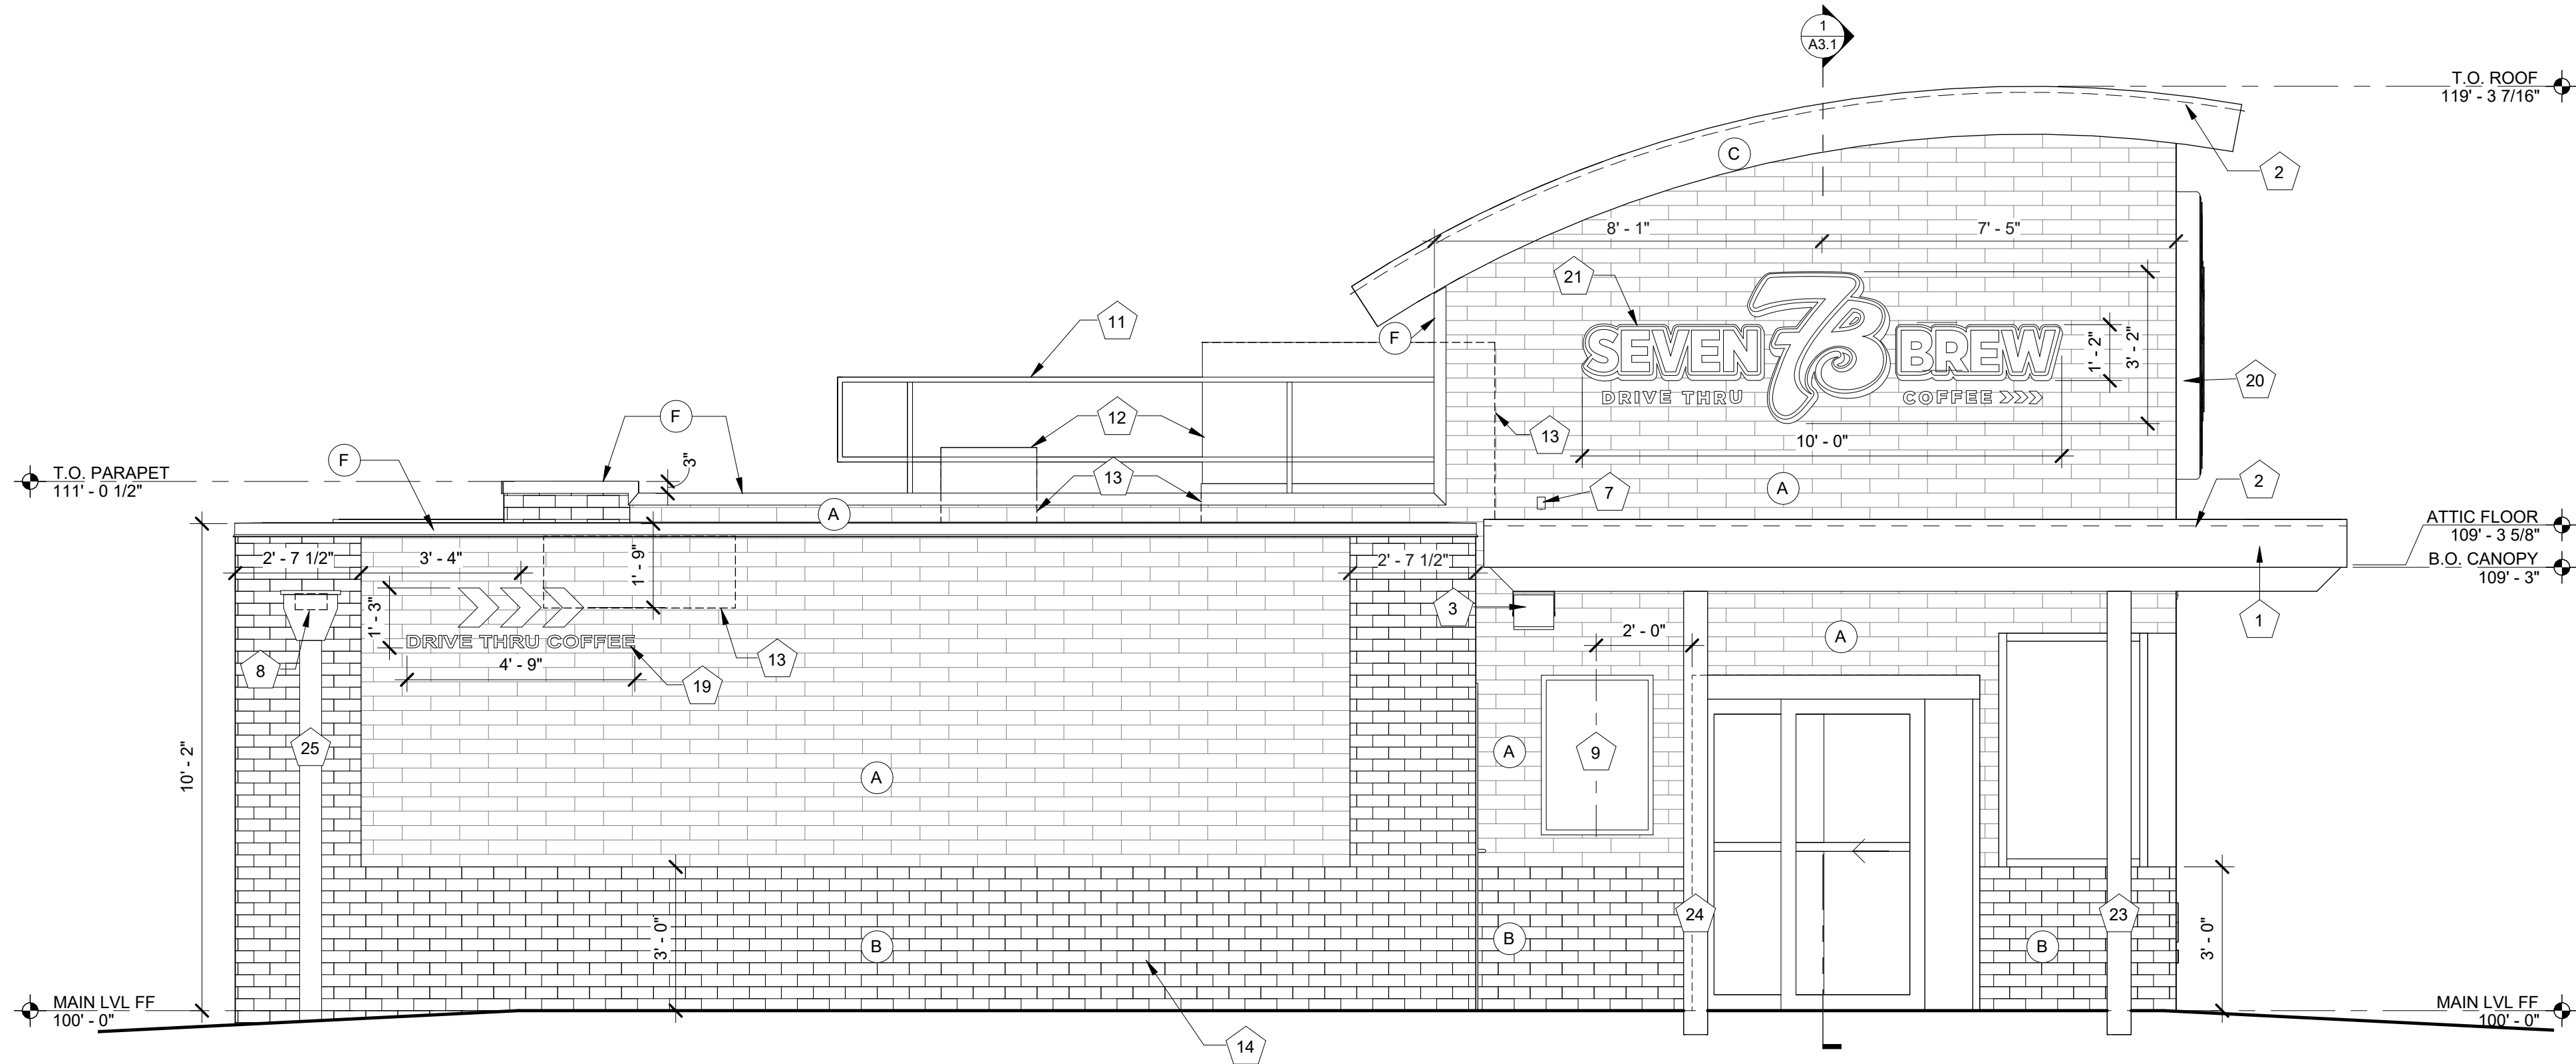 1
A3.1
T.O. ROOF
119' - 3 7/16"
C
2
8' - 1"
7' - 5"
21
11
F
SEVEN 7B BREW
DRIVE THRU COFFEE
1' - 2"
3' - 2"
20
12
F
13
10' - 0"
F
3"
T.O. PARAPET
111' - 0 1/2"
13
7
A
2
A
ATTIC FLOOR
109' - 3 5/8"
B.O. CANOPY
109' - 3"
2' - 7 1/2"
3' - 4"
1' - 9"
2' - 7 1/2"
1' - 3"
3
1
2' - 0"
A
DRIVE THRU COFFEE
4' - 9"
13
8
19
25
10' - 2"
A
A
9
24
23
3' - 0"
B
B
B
3' - 0"
MAIN LVL FF
100' - 0"
MAIN LVL FF
100' - 0"
14